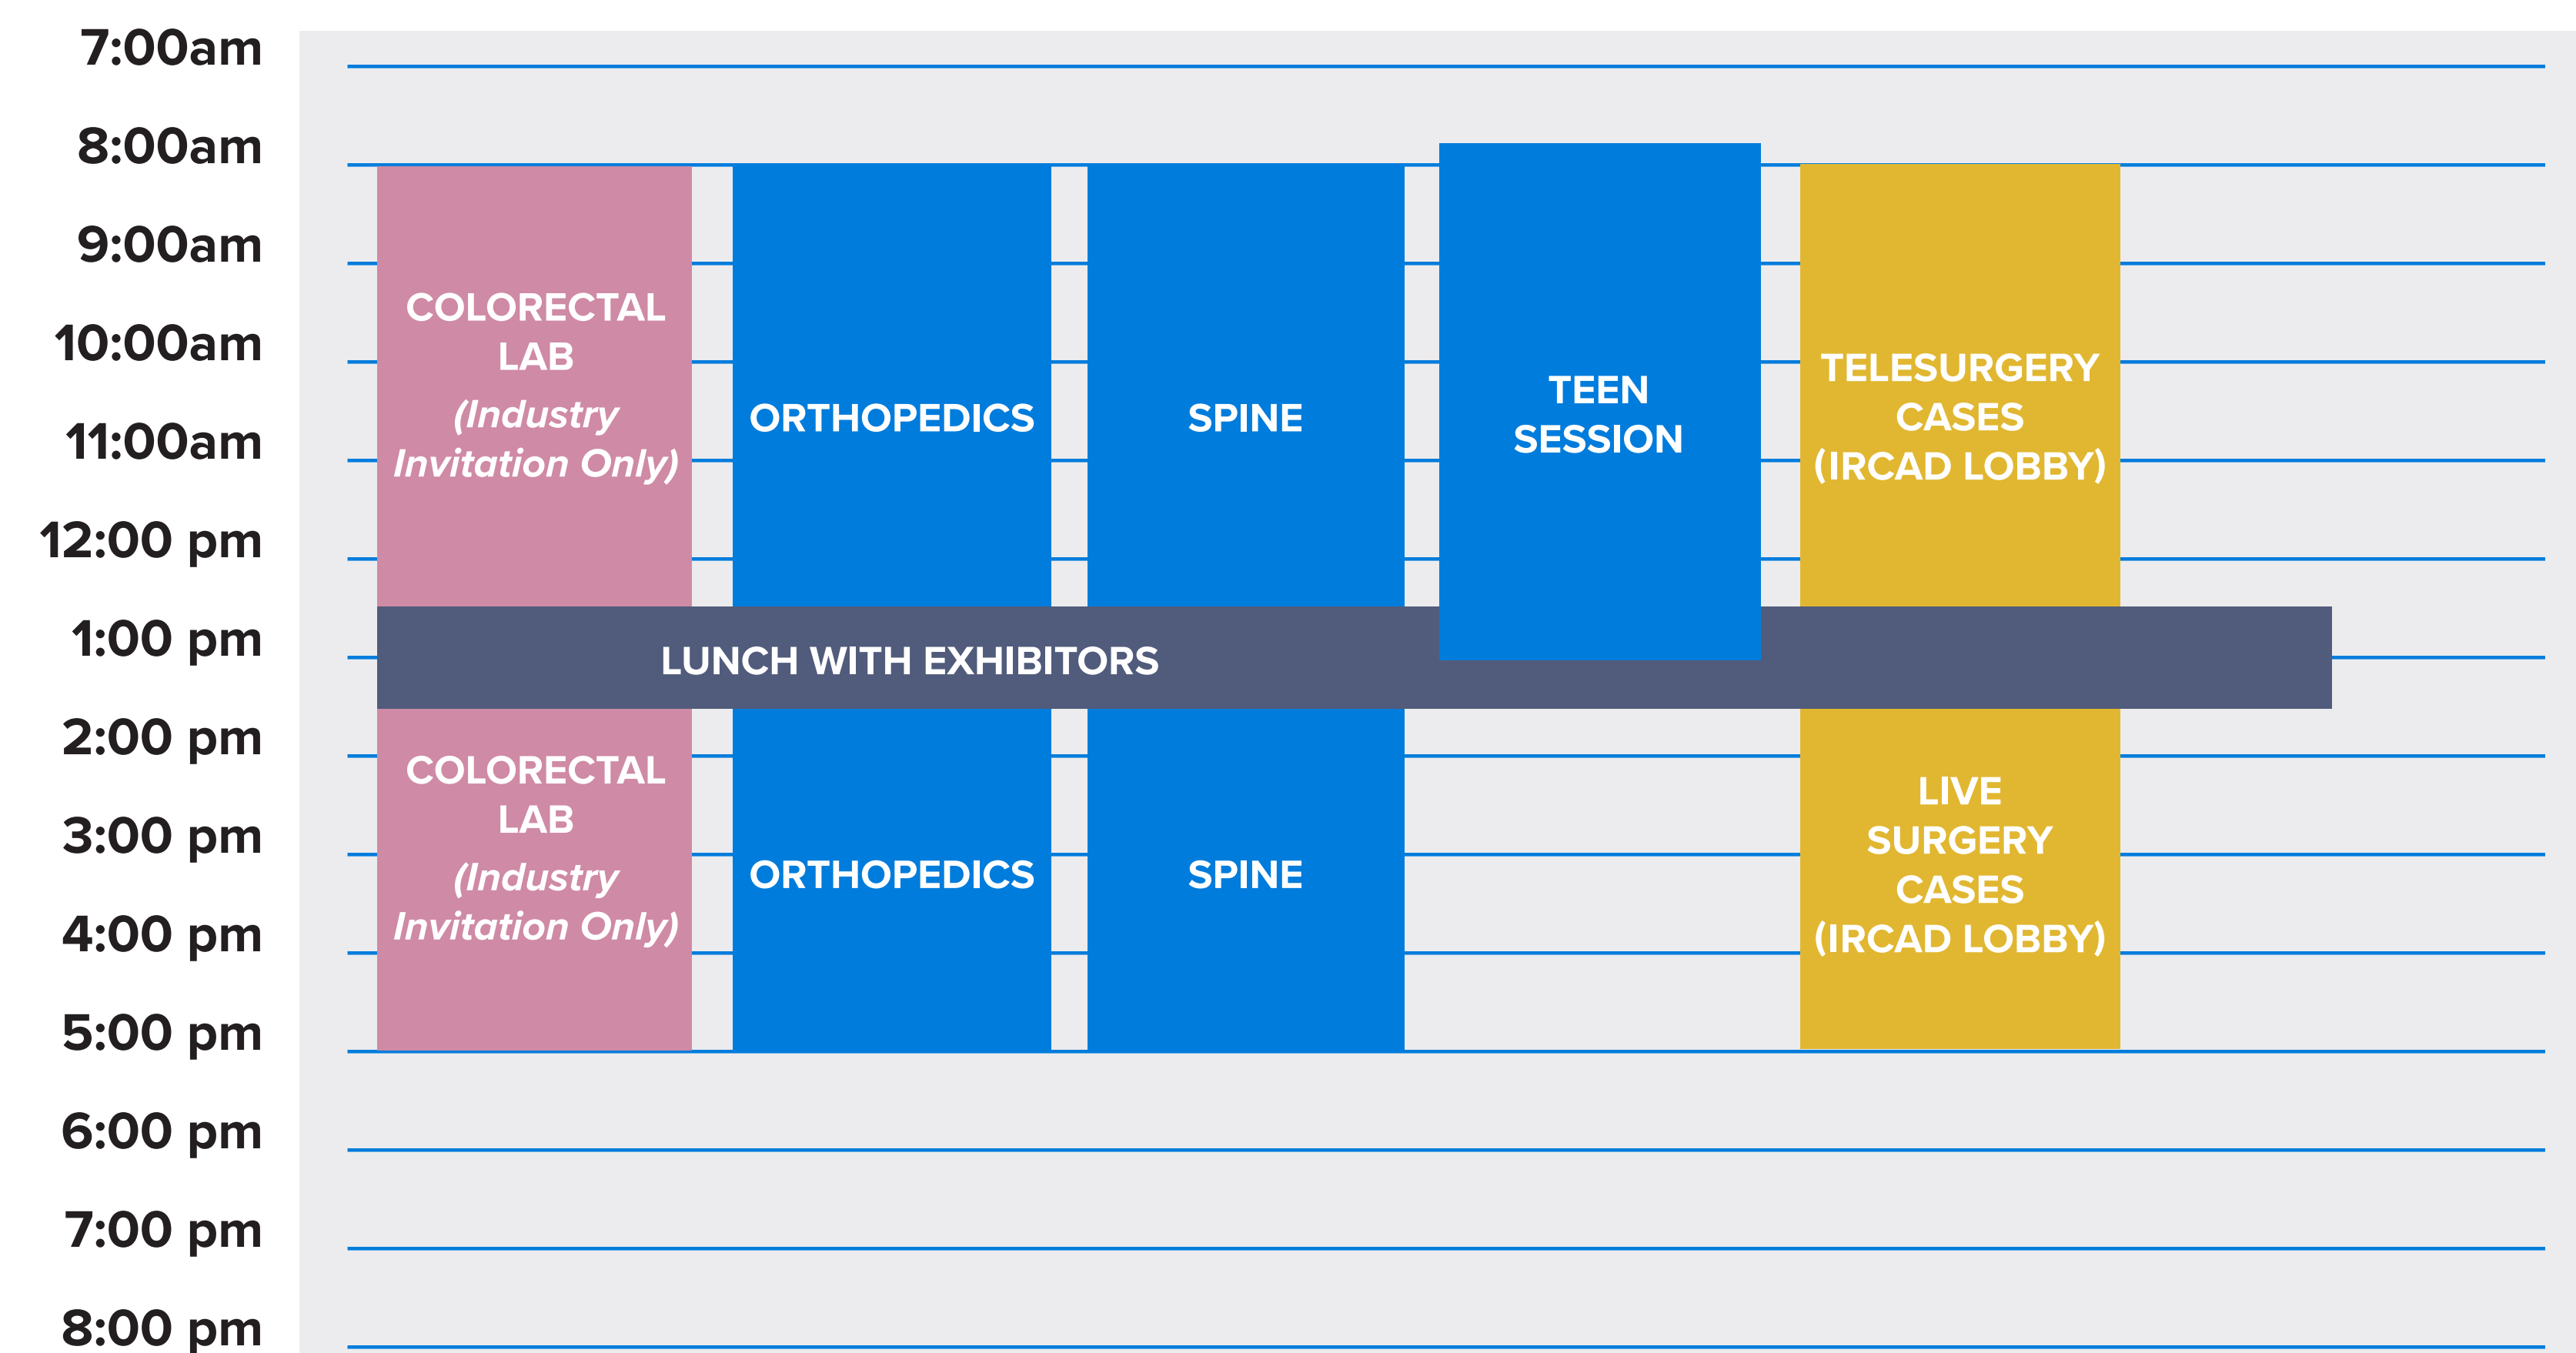 7:00am
8:00am
9:00am
10:00am
11:00am
12:00 pm
1:00 pm
2:00 pm
3:00 pm
4:00 pm
5:00 pm
6:00 pm
7:00 pm
8:00 pm
COLORECTAL
LAB
(Industry
Invitation Only)
ORTHOPEDICS
SPINE
TEEN
SESSION
TELESURGERY
CASES
(IRCAD LOBBY)
LUNCH WITH EXHIBITORS
COLORECTAL
LAB
(Industry
Invitation Only)
ORTHOPEDICS
SPINE
LIVE
SURGERY
CASES
(IRCAD LOBBY)